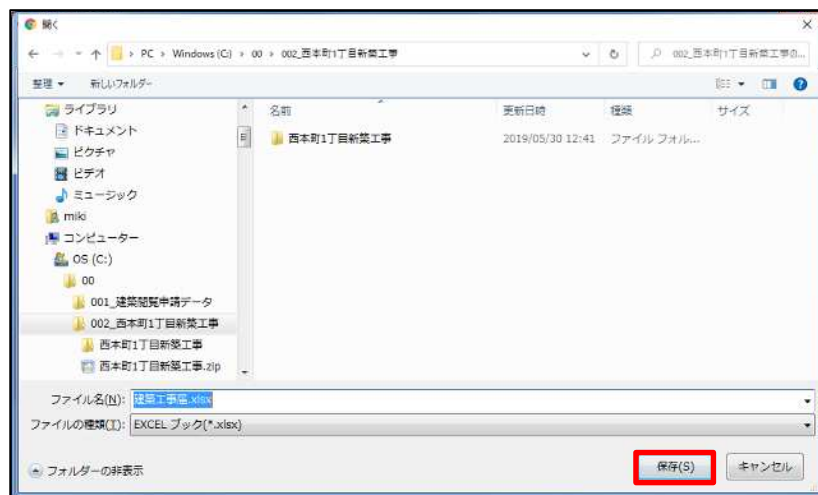 開く
PC > Windows (C:) > 00 > 002_西本町1丁目新築工事
002_西本町1丁目新築工事の...
整理 新しいフォルダー
ライブラリ
ドキュメント
ピクチャ
ビデオ
ミュージック
miki
コンピューター
OS (C:)
00
001_建築閲覧申請データ
002_西本町1丁目新築工事
西本町1丁目新築工事
西本町1丁目新築工事.zip
名前 更新日時 種類 サイズ
西本町1丁目新築工事 2019/05/30 12:41 ファイル フォル...
ファイル名(N): 建築工事届.xlsx
ファイルの種類(T): EXCEL ブック(*.xlsx)
フォルダーの非表示 保存(S) キャンセル